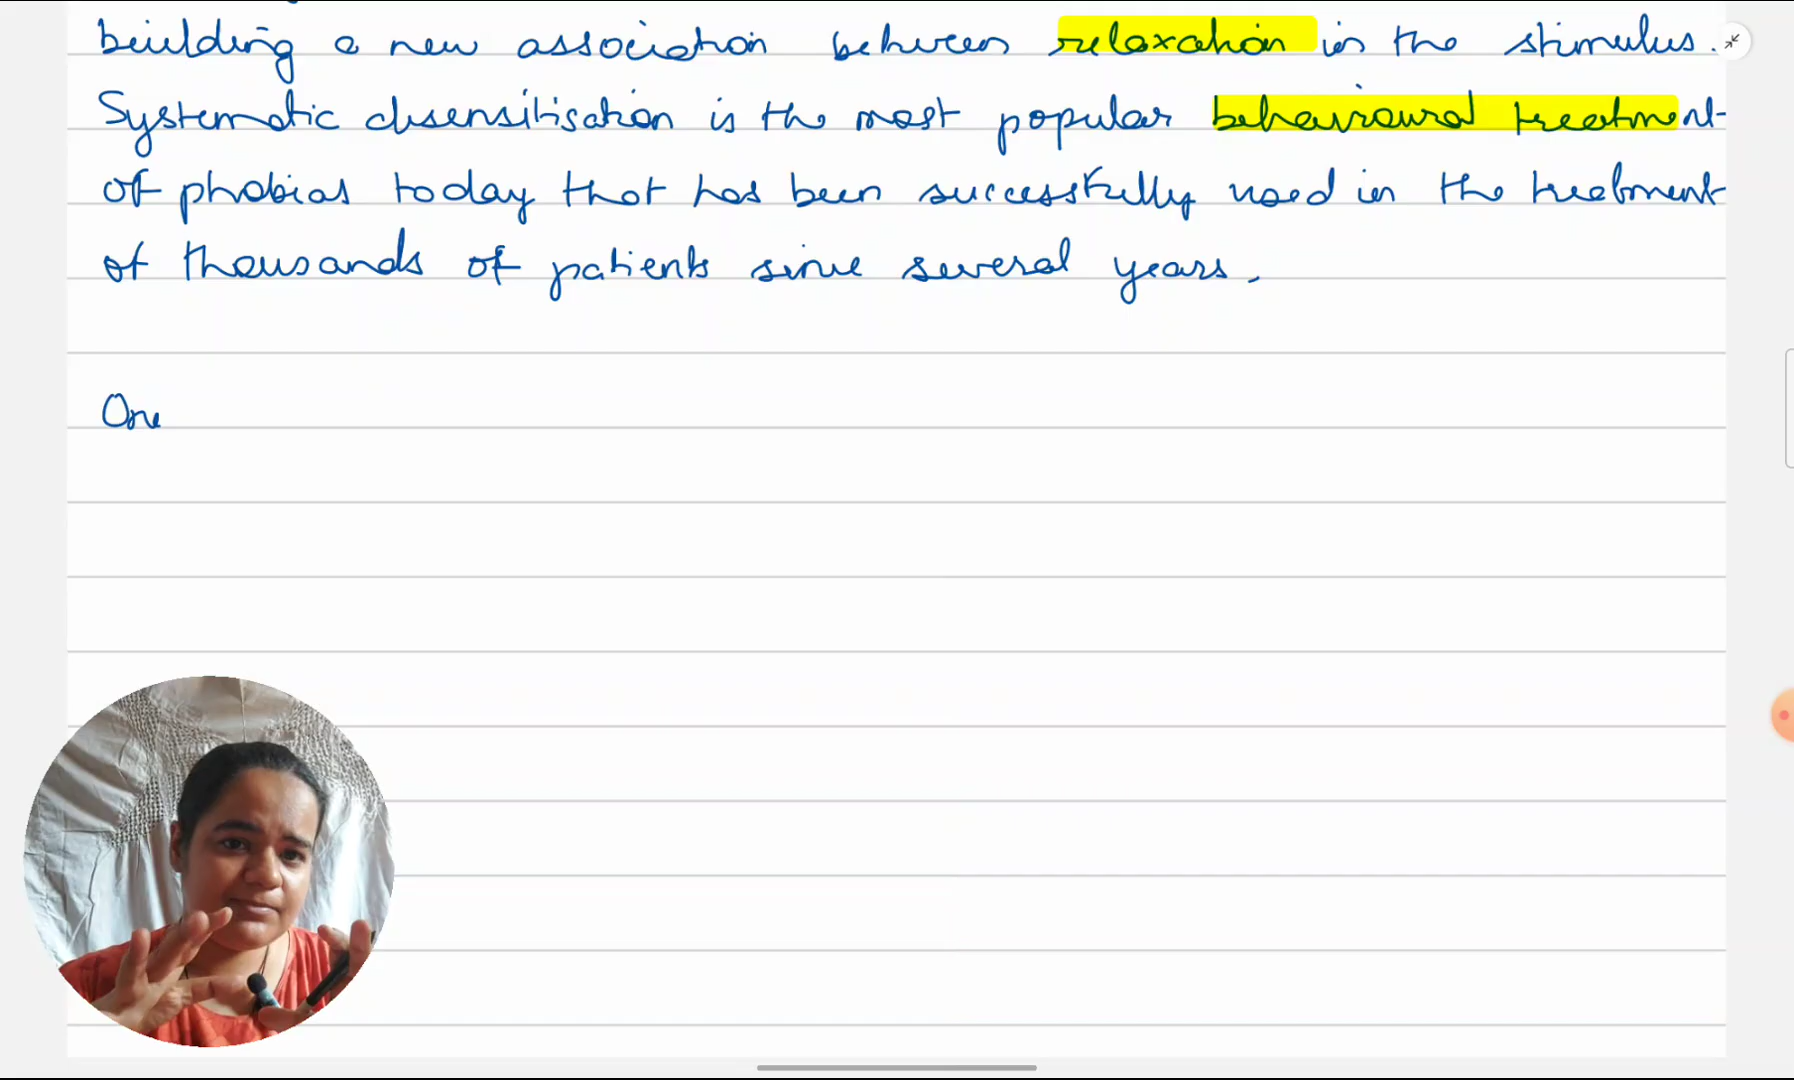 building a new association between relaxation in the stimulus.
Systematic desensitisation is the most popular behavioural treatment
of phobias today that has been successfully used in the treatment
of thousands of patients since several years.
One